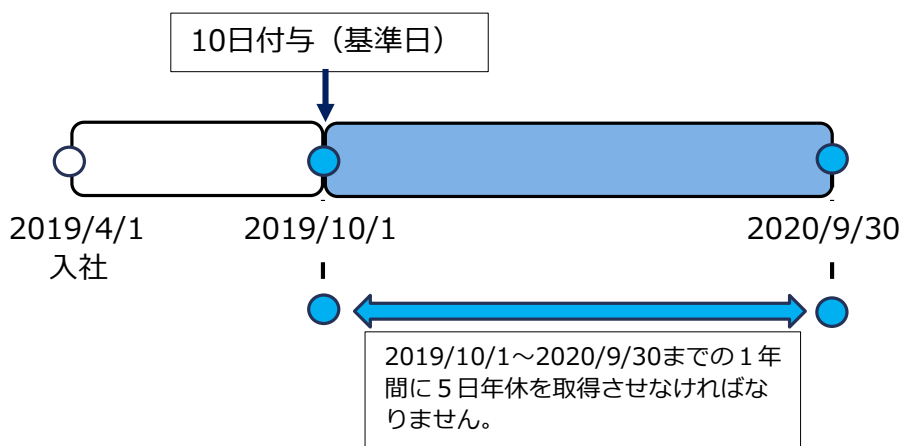 10日付与（基準日）
2019/4/1
入社
2019/10/1
2020/9/30
2019/10/1～2020/9/30までの１年
間に５日年休を取得させなければな
りません。